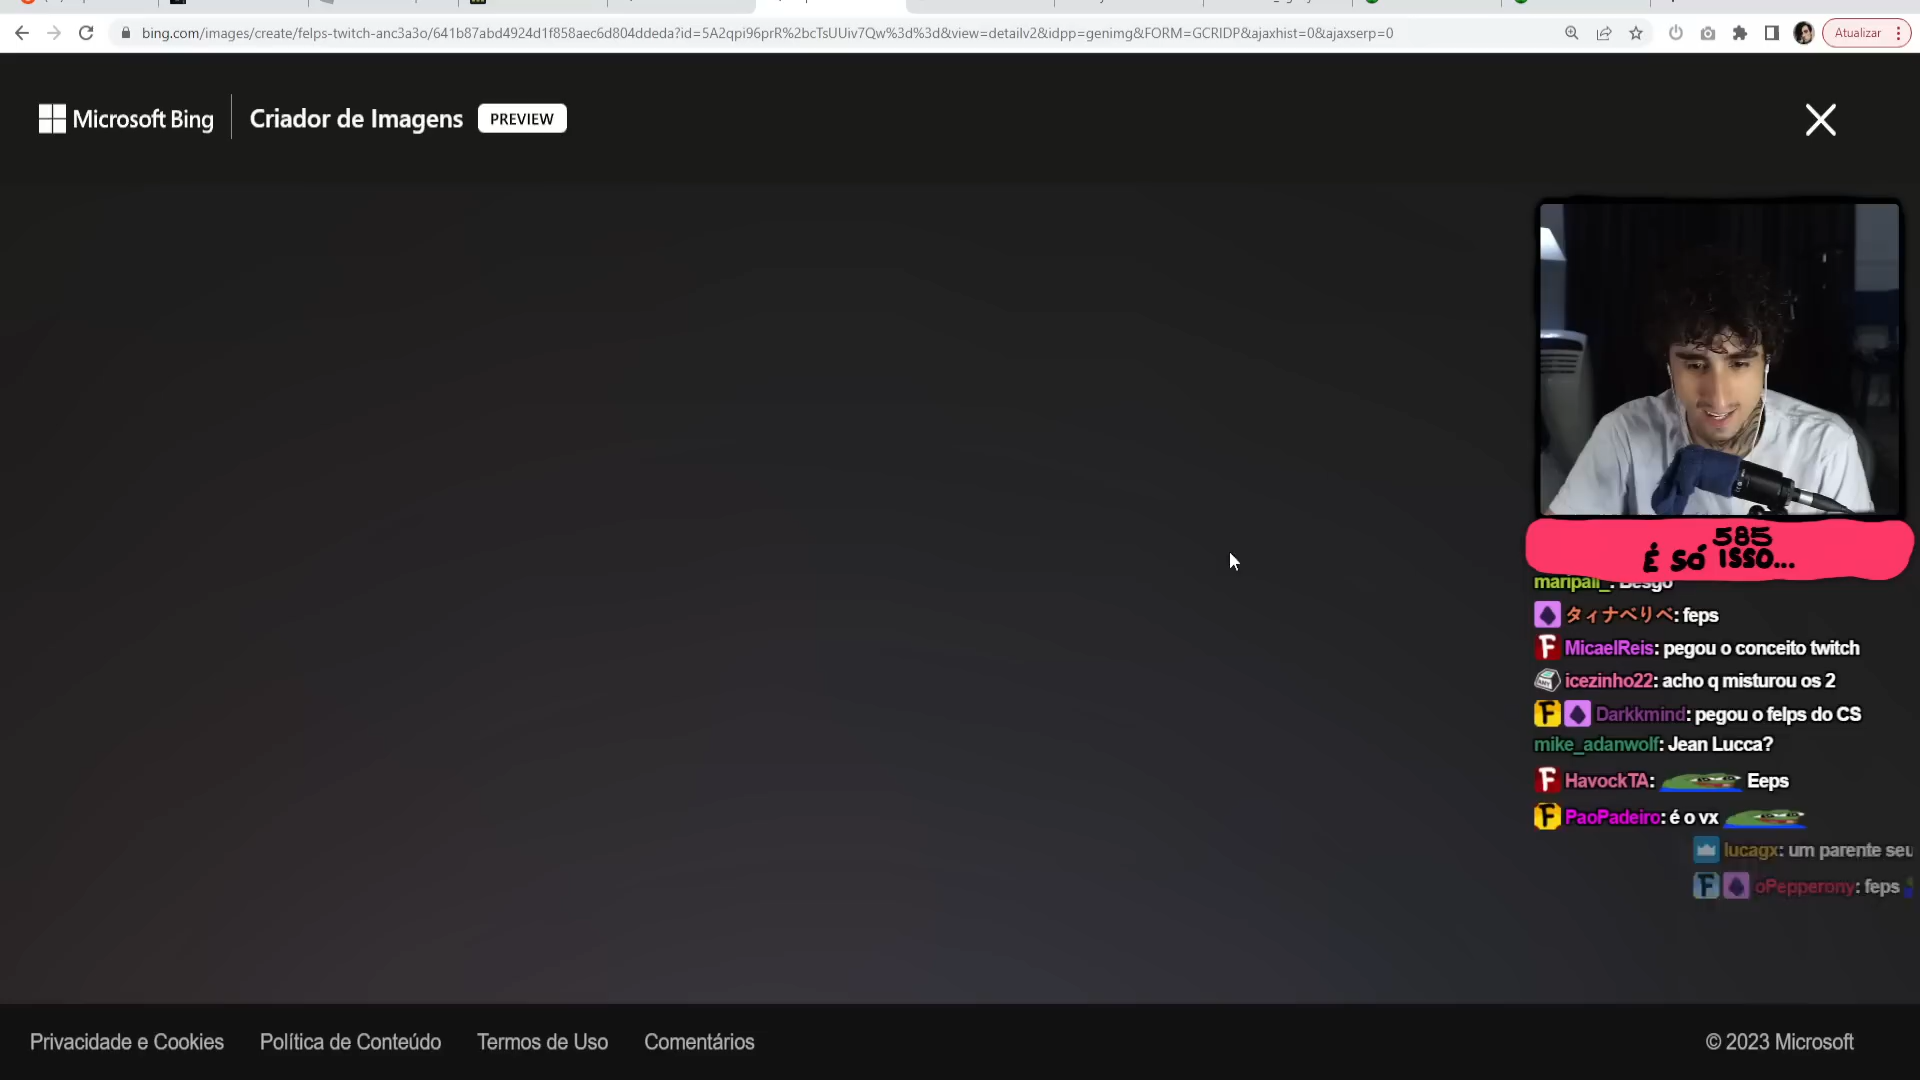 bing.com/images/create/felps-twitch-anc3a3o/641b87abd4924d1f858aec6d804ddeda?id=5A2qpi96prR%2bcTsUUiv7Qw%3d%3d&view=detailv2&idpp=genimg&FORM=GCRIDP&ajaxhist=0&ajaxserp=0
Atualizar
Microsoft Bing
Criador de Imagens
PREVIEW
585
É SÓ ISSO...
maripaii_: Besgo
タィナベりベ: feps
MicaelReis: pegou o conceito twitch
icezinho22: acho q misturou os 2
Darkkmind: pegou o felps do CS
mike_adanwolf: Jean Lucca?
HavockTA: Eeps
PaoPadeiro: é o vx
lucagx: um parente seu
oPepperony: feps
Privacidade e Cookies
Política de Conteúdo
Termos de Uso
Comentários
© 2023 Microsoft